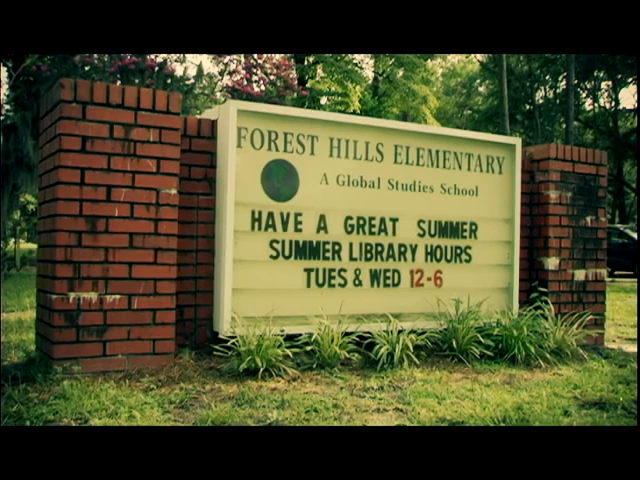 FOREST HILLS ELEMENTARY
A Global Studies School
HAVE A GREAT SUMMER
SUMMER LIBRARY HOURS
TUES & WED 12-6